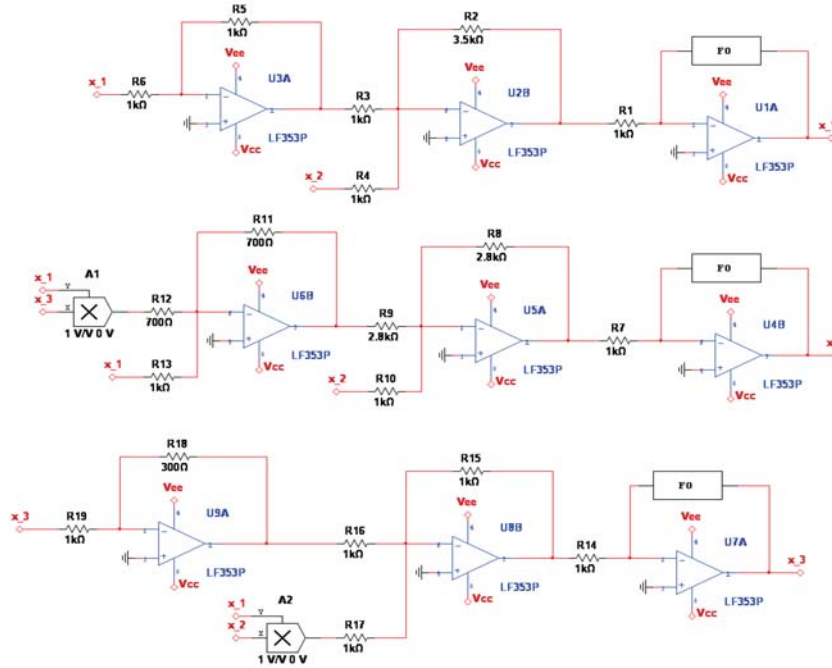 R5
1kΩ
R2
3.5kΩ
F0
Vee
U3A
x_1
R6
1kΩ
R3
1kΩ
Vee
U2B
R1
1kΩ
Vee
U1A
LF353P
Vcc
LF353P
Vcc
LF353P
Vcc
x_2
R4
1kΩ
R11
700Ω
R8
2.8kΩ
F0
A1
x_1
x_3
Y
X
1 V/V 0 V
R12
700Ω
Vee
U6B
R9
2.8kΩ
Vee
U5A
R7
1kΩ
Vee
U4B
LF353P
Vcc
LF353P
Vcc
LF353P
Vcc
x_1
R13
1kΩ
x_2
R10
1kΩ
R18
300Ω
R15
1kΩ
F0
Vee
U9A
x_3
R19
1kΩ
R16
1kΩ
Vee
U8B
R14
1kΩ
Vee
U7A
x_3
LF353P
Vcc
LF353P
Vcc
LF353P
Vcc
A2
x_1
x_2
Y
X
1 V/V 0 V
R17
1kΩ